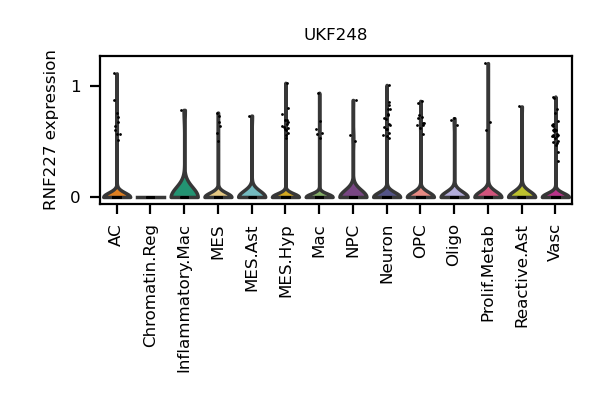 UKF248
RNF227 expression
1
0
AC
Chromatin.Reg
Inflammatory.Mac
MES
MES.Ast
MES.Hyp
Mac
NPC
Neuron
OPC
Oligo
Prolif.Metab
Reactive.Ast
Vasc